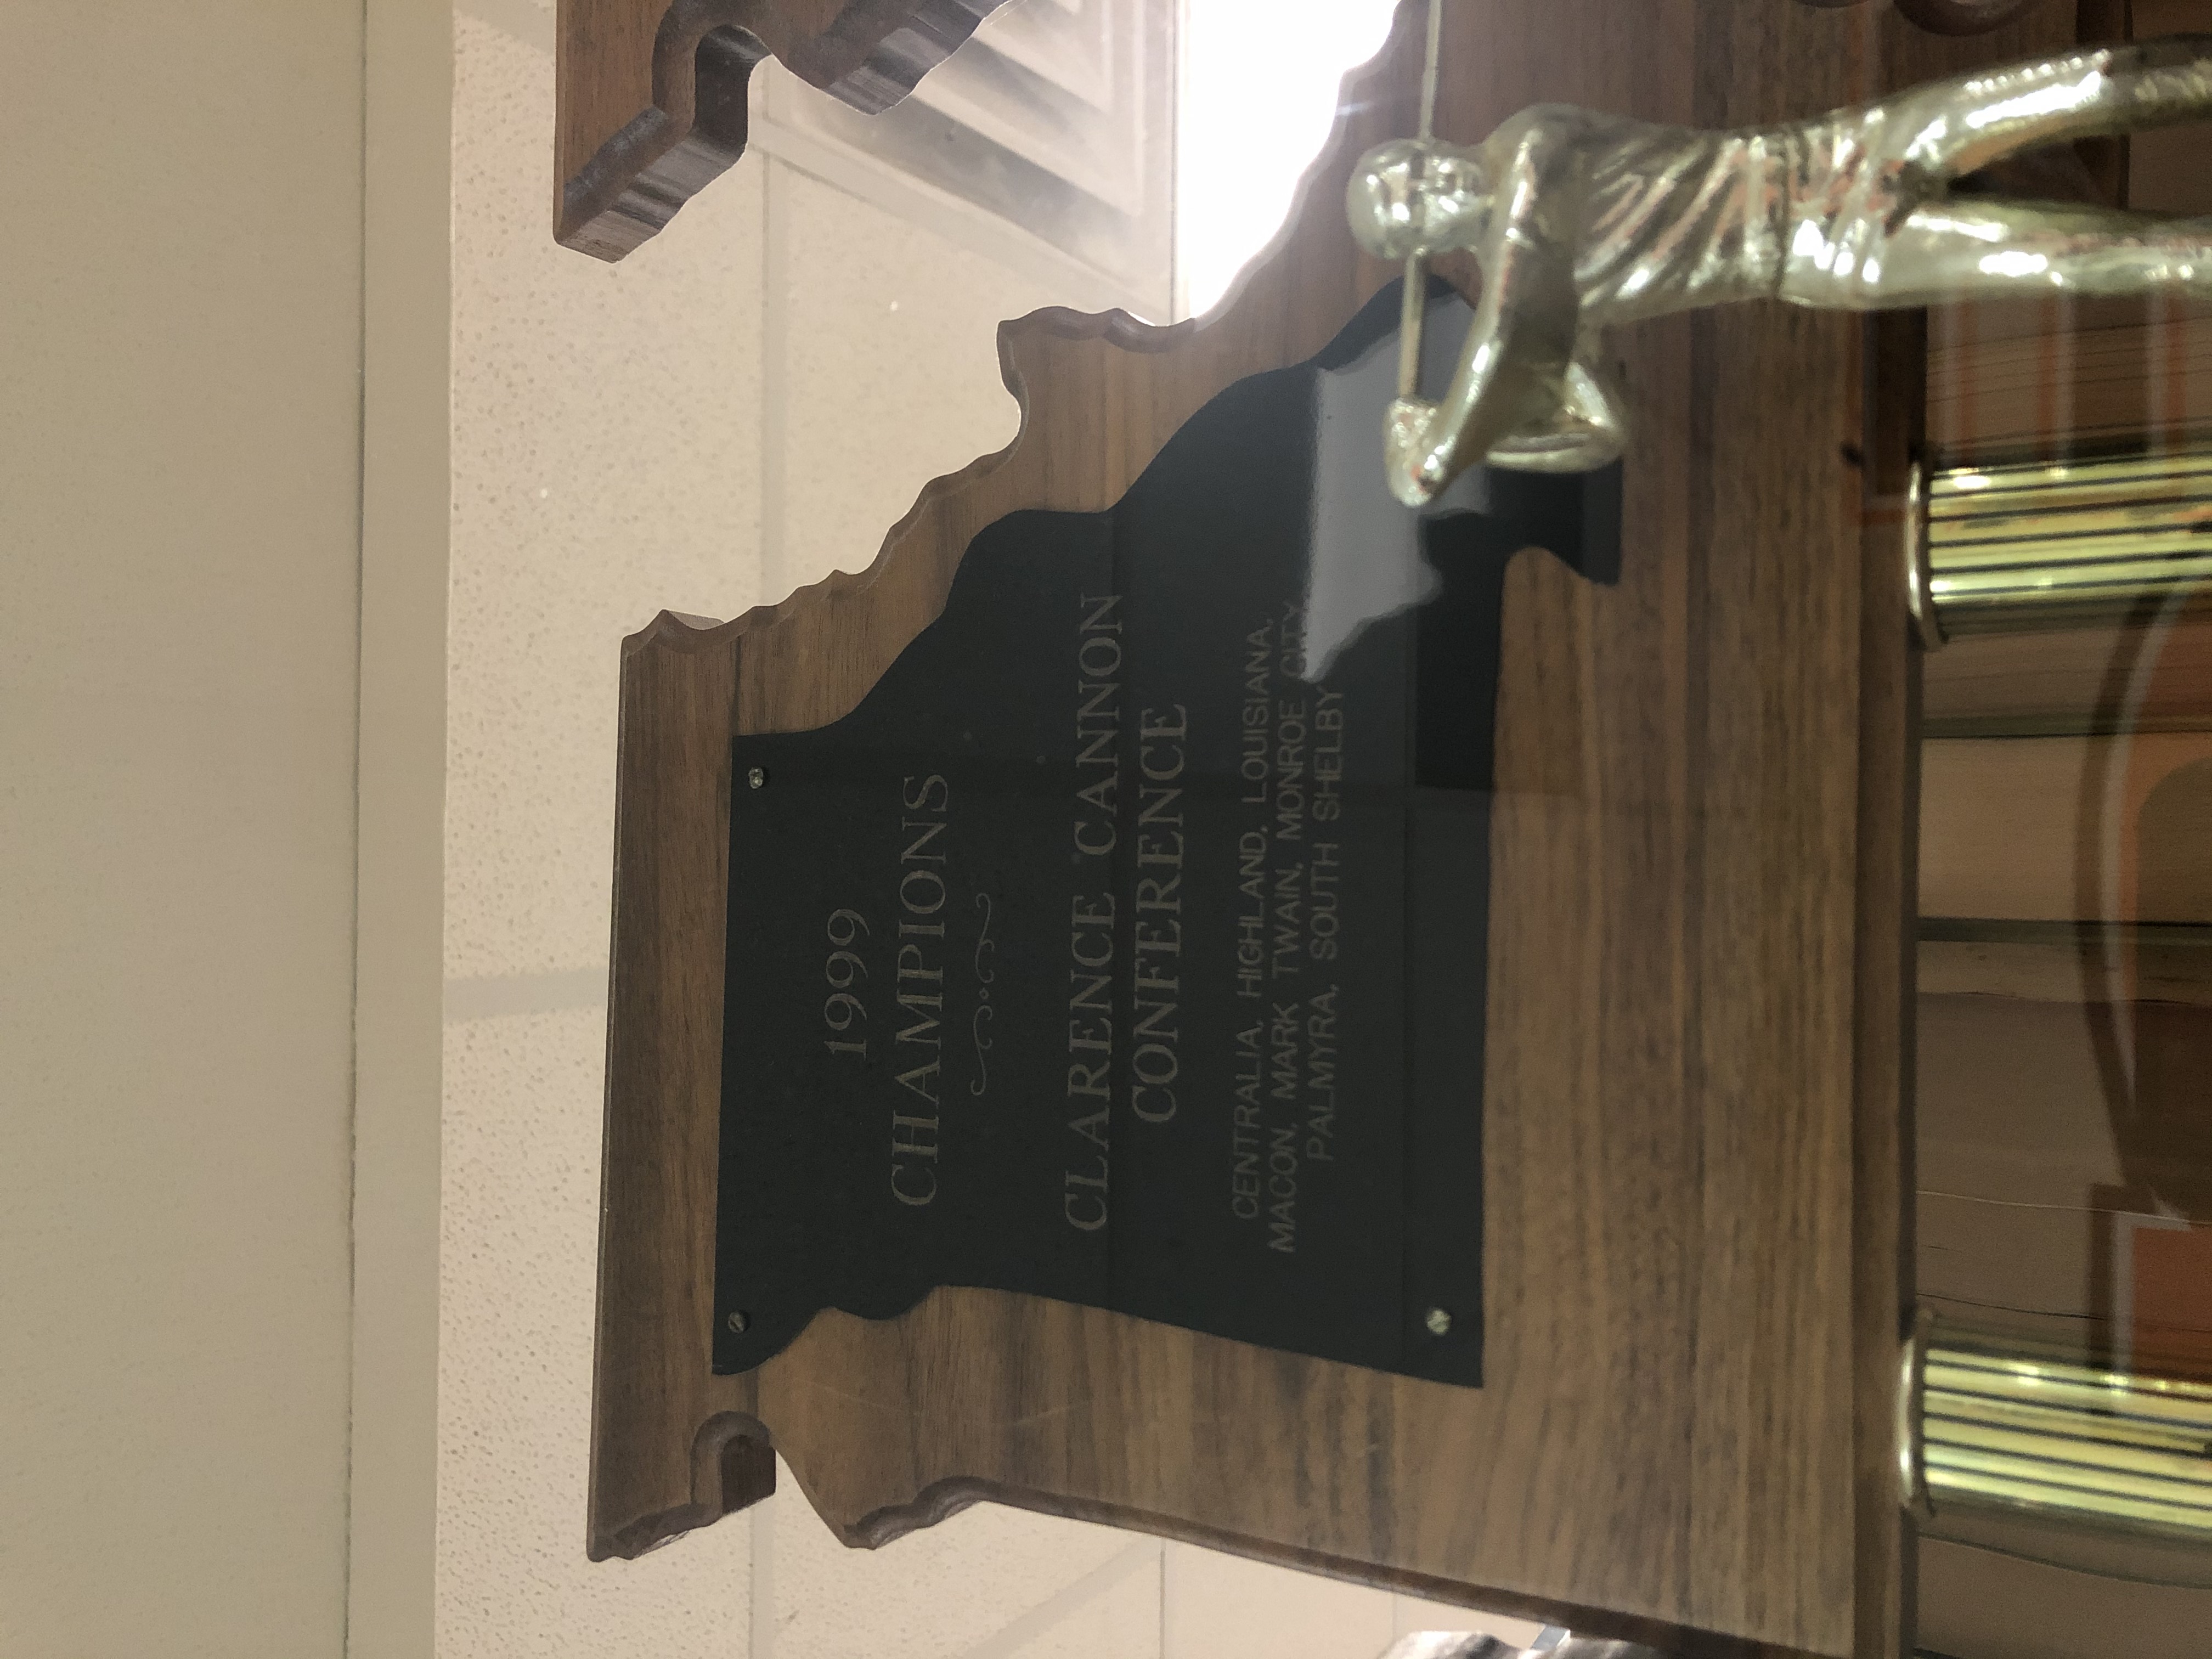 1999
CHAMPIONS
CLARENCE CANNON
CONFERENCE
CENTRALIA, HIGHLAND, LOUISIANA,
MACON, MARK TWAIN, MONROE CITY
PALMYRA, SOUTH SHELBY